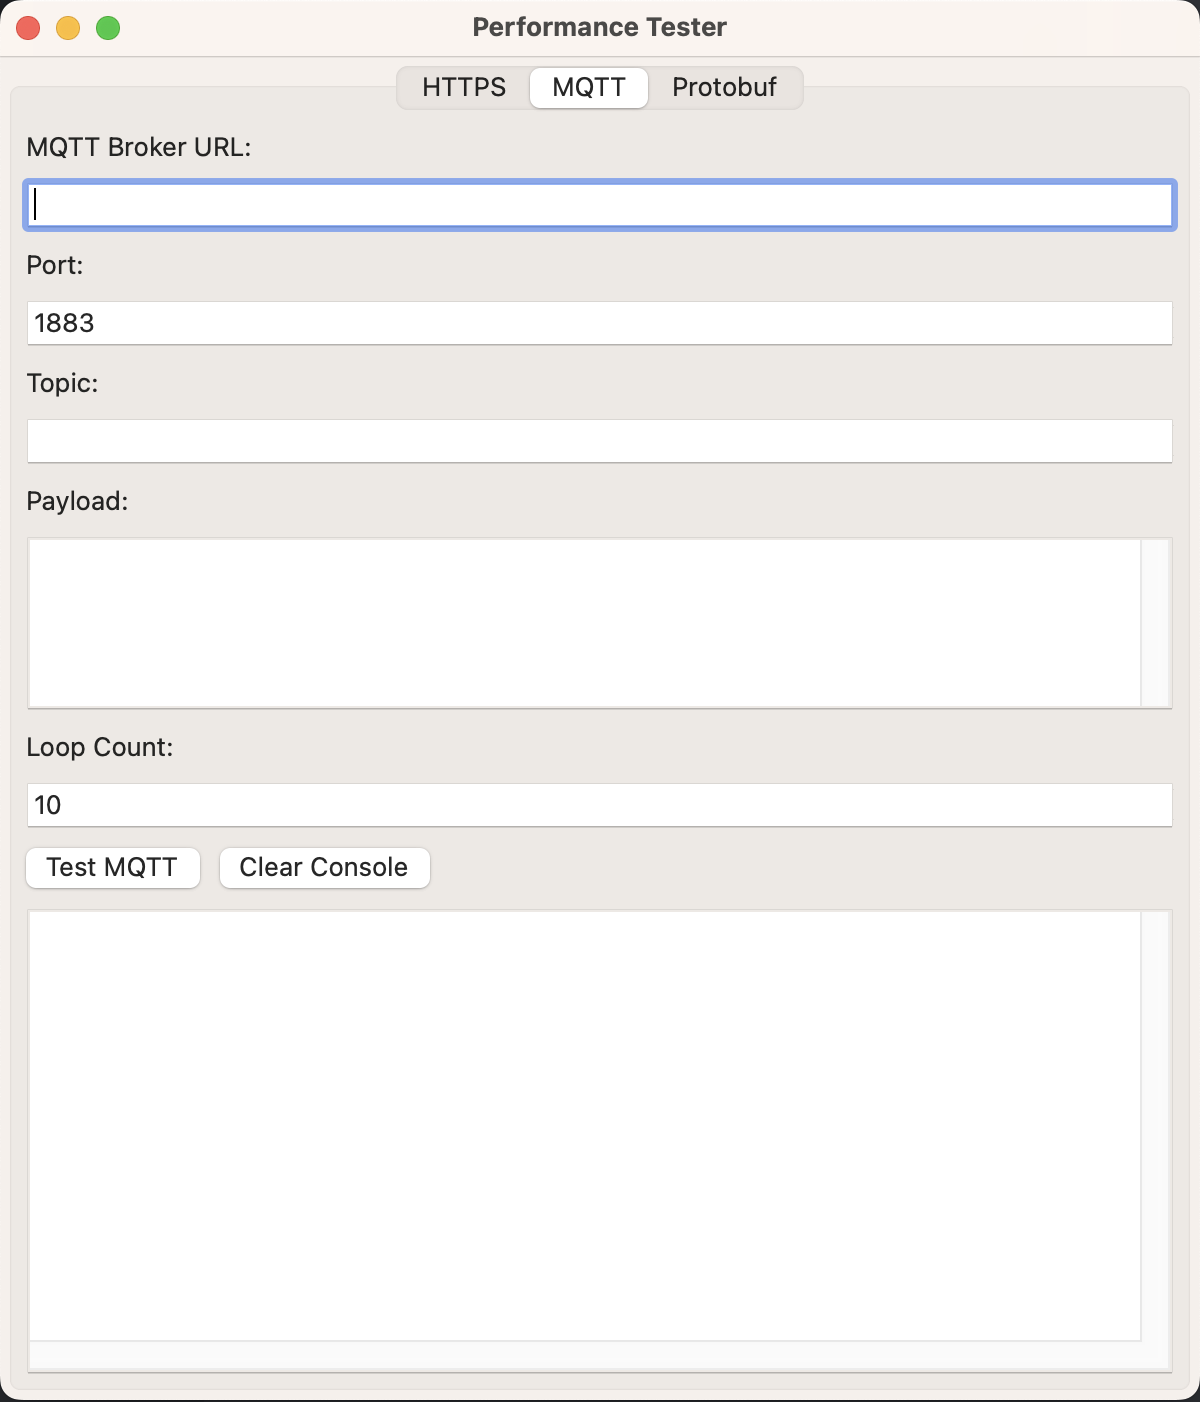 Performance Tester
HTTPS MQTT Protobuf
MQTT Broker URL:
Port:
1883
Topic:
Payload:
Loop Count:
10
Test MQTT Clear Console